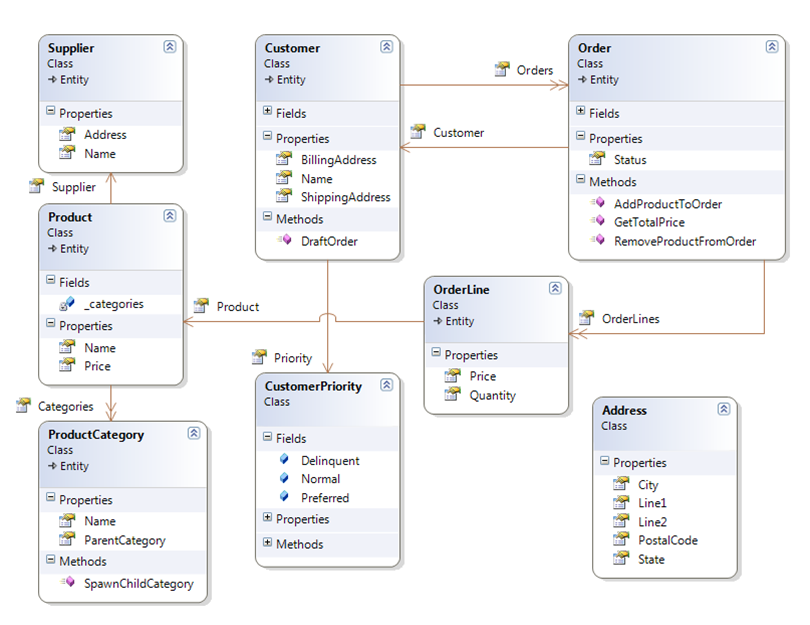 Supplier
Class
Entity
Properties
Address
Name
Supplier
Product
Class
Entity
Fields
_categories
Properties
Name
Price
Categories
ProductCategory
Class
Entity
Properties
Name
ParentCategory
Methods
SpawnChildCategory
Customer
Class
Entity
Fields
Properties
BillingAddress
Name
ShippingAddress
Methods
DraftOrder
Orders
Customer
Order
Class
Entity
Fields
Properties
Status
Methods
AddProductToOrder
GetTotalPrice
RemoveProductFromOrder
Product
Priority
CustomerPriority
Class
Fields
Delinquent
Normal
Preferred
Properties
Methods
OrderLine
Class
Entity
Properties
Price
Quantity
OrderLines
Address
Class
Properties
City
Line1
Line2
PostalCode
State